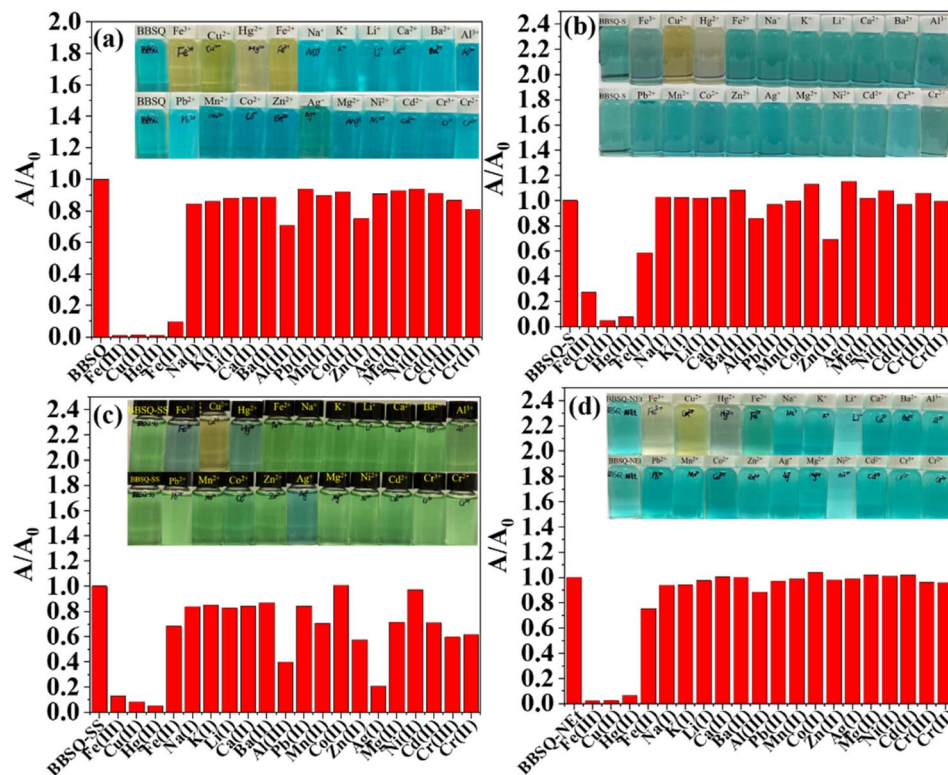 (a)
BBSQ Fe³⁺ Cu²⁺ Hg²⁺ Fe²⁺ Na⁺ K⁺ Li⁺ Ca²⁺ Ba²⁺ Al³⁺
BBSQ Pb²⁺ Mn²⁺ Co²⁺ Zn²⁺ Ag⁺ Mg²⁺ Ni²⁺ Cd²⁺ Cr³⁺ Cr²⁺
A/A₀
2.4
2.2
2.0
1.8
1.6
1.4
1.2
1.0
0.8
0.6
0.4
0.2
0.0
BBSQ Fe(III) Cu(II) Hg(II) Fe(II) Na(I) K(I) Li(I) Ca(II) Ba(II) Al(III) Pb(II) Mn(II) Co(II) Zn(II) Ag(I) Mg(II) Ni(II) Cd(II) Cr(III) Cr(II)
(b)
BBSQ-S Fe³⁺ Cu²⁺ Hg²⁺ Fe²⁺ Na⁺ K⁺ Li⁺ Ca²⁺ Ba²⁺ Al³⁺
BBSQ-S Pb²⁺ Mn²⁺ Co²⁺ Zn²⁺ Ag⁺ Mg²⁺ Ni²⁺ Cd²⁺ Cr³⁺ Cr²⁺
A/A₀
2.4
2.2
2.0
1.8
1.6
1.4
1.2
1.0
0.8
0.6
0.4
0.2
0.0
BBSQ-S Fe(III) Cu(II) Hg(II) Fe(II) Na(I) K(I) Li(I) Ca(II) Ba(II) Al(III) Pb(II) Mn(II) Co(II) Zn(II) Ag(I) Mg(II) Ni(II) Cd(II) Cr(III) Cr(II)
(c)
BBSQ-SS Fe³⁺ Cu²⁺ Hg²⁺ Fe²⁺ Na⁺ K⁺ Li⁺ Ca²⁺ Ba²⁺ Al³⁺
BBSQ-SS Pb²⁺ Mn²⁺ Co²⁺ Zn²⁺ Ag⁺ Mg²⁺ Ni²⁺ Cd²⁺ Cr³⁺ Cr²⁺
A/A₀
2.4
2.2
2.0
1.8
1.6
1.4
1.2
1.0
0.8
0.6
0.4
0.2
0.0
BBSQ-SS Fe(III) Cu(II) Hg(II) Fe(II) Na(I) K(I) Li(I) Ca(II) Ba(II) Al(III) Pb(II) Mn(II) Co(II) Zn(II) Ag(I) Mg(II) Ni(II) Cd(II) Cr(III) Cr(II)
(d)
BBSQ-NEt Fe³⁺ Cu²⁺ Hg²⁺ Fe²⁺ Na⁺ K⁺ Li⁺ Ca²⁺ Ba²⁺ Al³⁺
BBSQ-NEt Pb²⁺ Mn²⁺ Co²⁺ Zn²⁺ Ag⁺ Mg²⁺ Ni²⁺ Cd²⁺ Cr³⁺ Cr²⁺
A/A₀
2.4
2.2
2.0
1.8
1.6
1.4
1.2
1.0
0.8
0.6
0.4
0.2
0.0
BBSQ-NEt Fe(III) Cu(II) Hg(II) Fe(II) Na(I) K(I) Li(I) Ca(II) Ba(II) Al(III) Pb(II) Mn(II) Co(II) Zn(II) Ag(I) Mg(II) Ni(II) Cd(II) Cr(III) Cr(II)